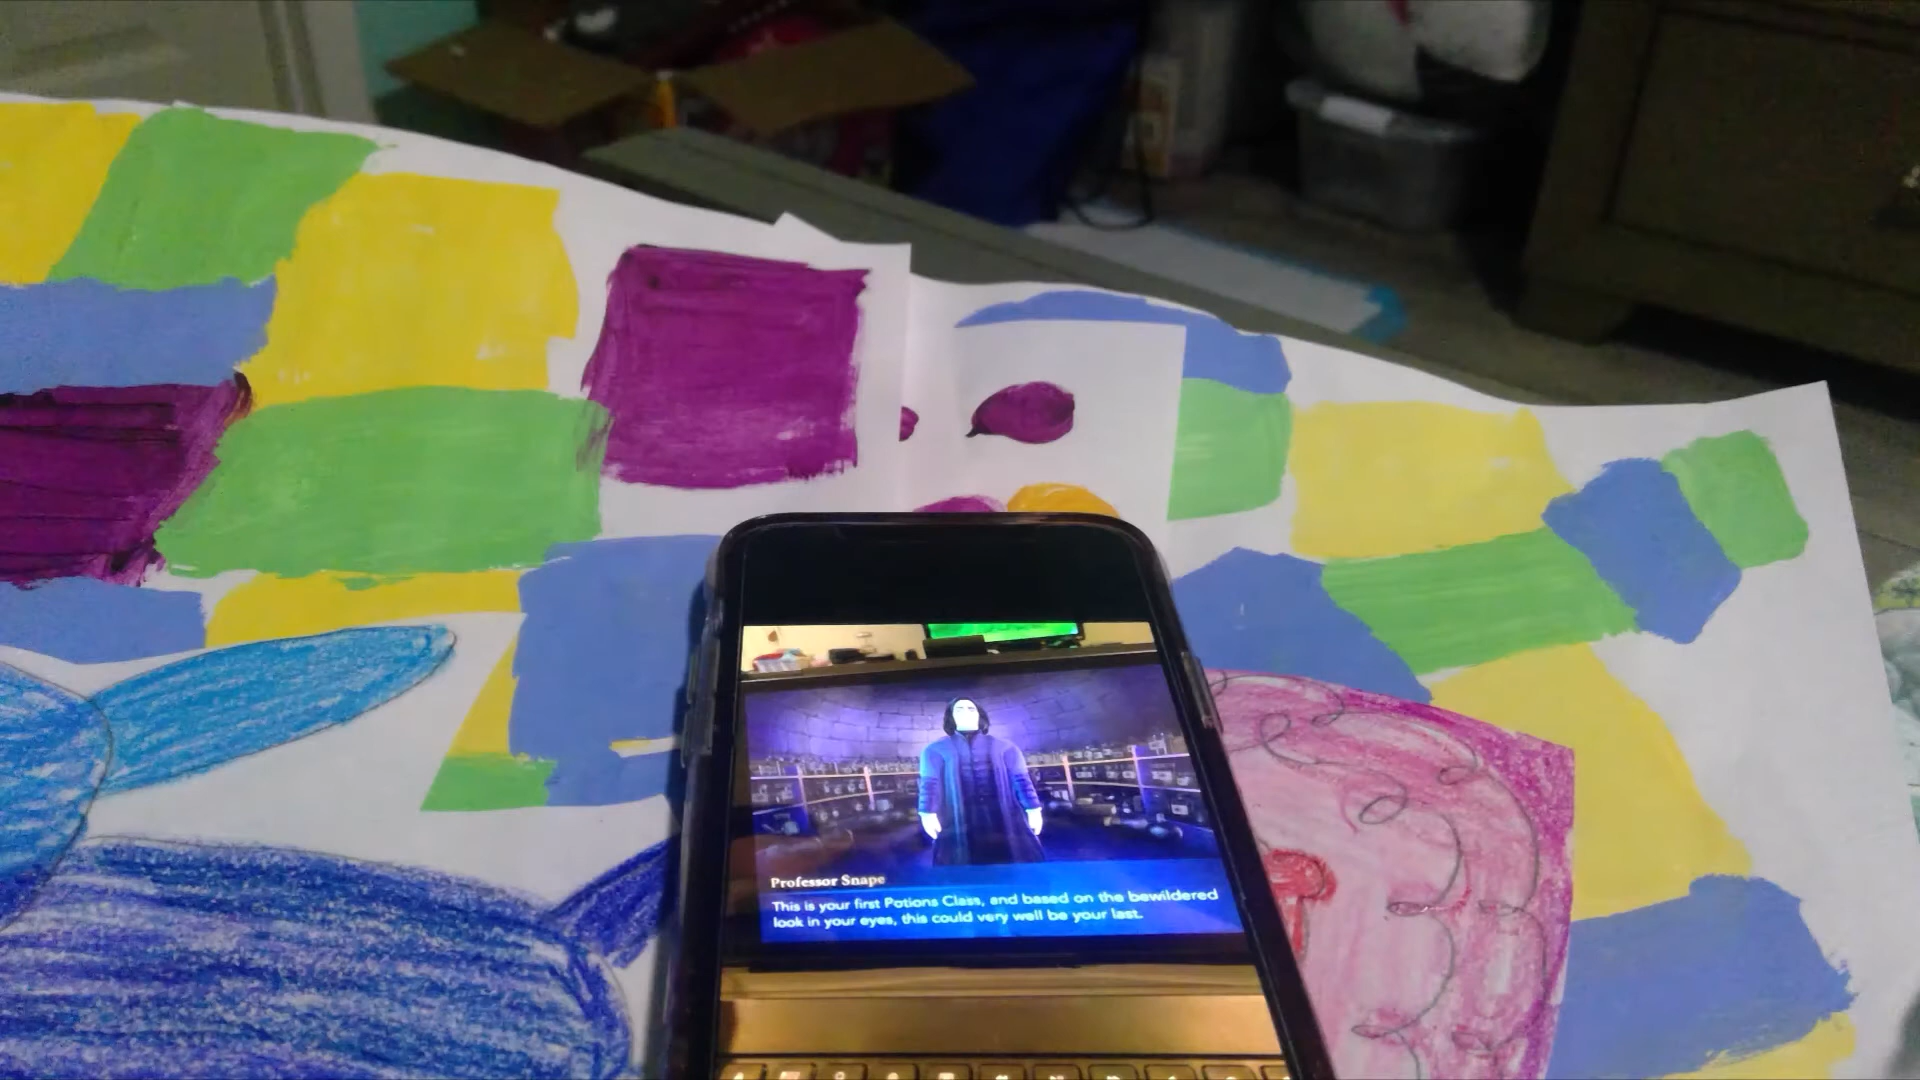 Professor Snape
This is your first Potions Class, and based on the bewildered
look in your eyes, this could very well be your last.